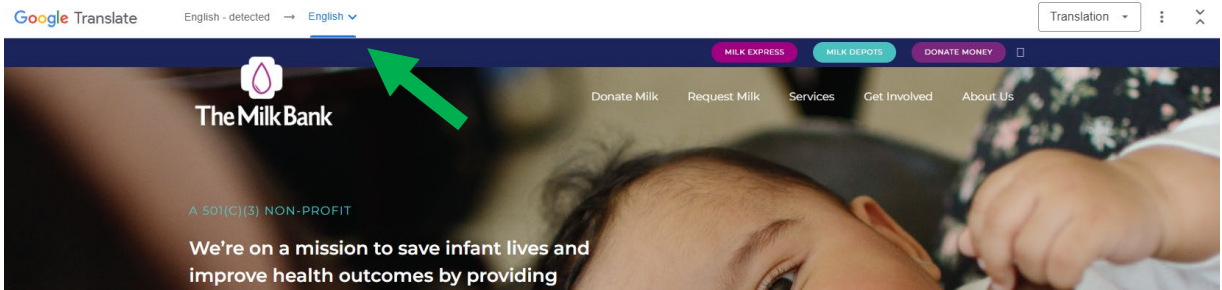 Google Translate English - detected → English Translation
MILK EXPRESS MILK DEPOTS DONATE MONEY
The Milk Bank
Donate Milk Request Milk Services Get Involved About Us
A 501(C)(3) NON-PROFIT
We're on a mission to save infant lives and
improve health outcomes by providing